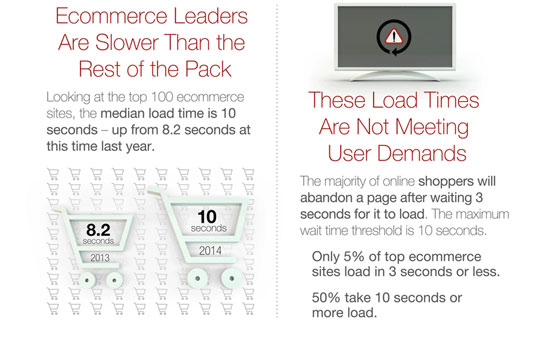 Ecommerce Leaders
Are Slower Than the
Rest of the Pack
Looking at the top 100 ecommerce
sites, the median load time is 10
seconds – up from 8.2 seconds at
this time last year.
8.2
seconds
2013
10
seconds
2014
These Load Times
Are Not Meeting
User Demands
The majority of online shoppers will
abandon a page after waiting 3
seconds for it to load. The maximum
wait time threshold is 10 seconds.
Only 5% of top ecommerce
sites load in 3 seconds or less.
50% take 10 seconds or
more load.